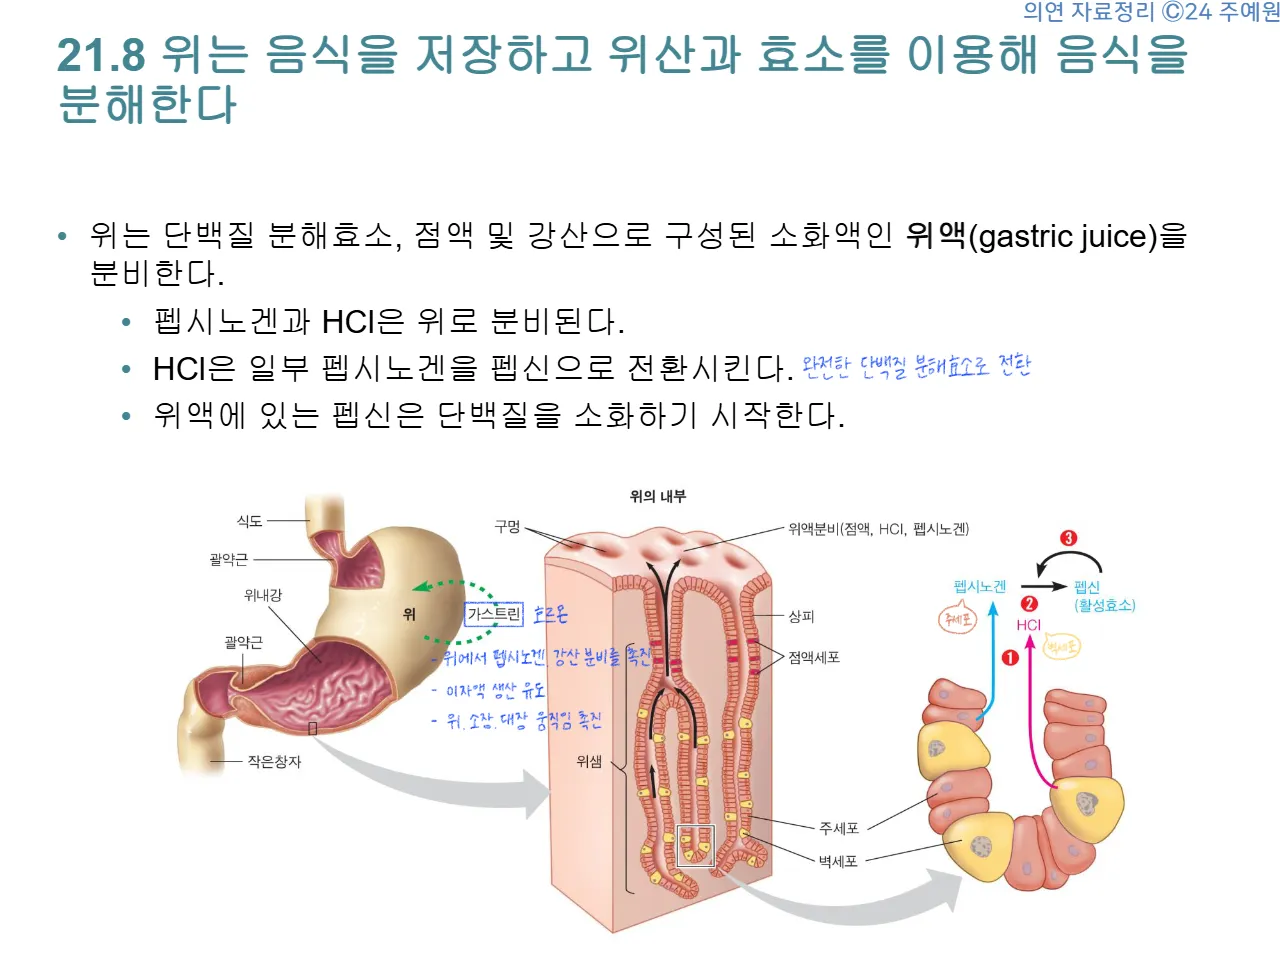 의연 자료정리 ©24 주예원
21.8 위는 음식을 저장하고 위산과 효소를 이용해 음식을
분해한다
• 위는 단백질 분해효소, 점액 및 강산으로 구성된 소화액인 위액(gastric juice)을
분비한다.
• 펩시노겐과 HCl은 위로 분비된다.
• HCl은 일부 펩시노겐을 펩신으로 전환시킨다. 완전한 단백질 분해효소로 전환
• 위액에 있는 펩신은 단백질을 소화하기 시작한다.
위의 내부
식도
괄약근
위내강
괄약근
위
가스트린 호르몬
- 위에서 펩시노겐, 강산 분비를 촉진
- 이자액 생산 유도
- 위, 소장, 대장 움직임 촉진
작은창자
구멍
위액분비(점액, HCl, 펩시노겐)
상피
점액세포
위샘
주세포
벽세포
3
펩시노겐
펩신
(활성효소)
2
HCl
주세포
벽세포
1